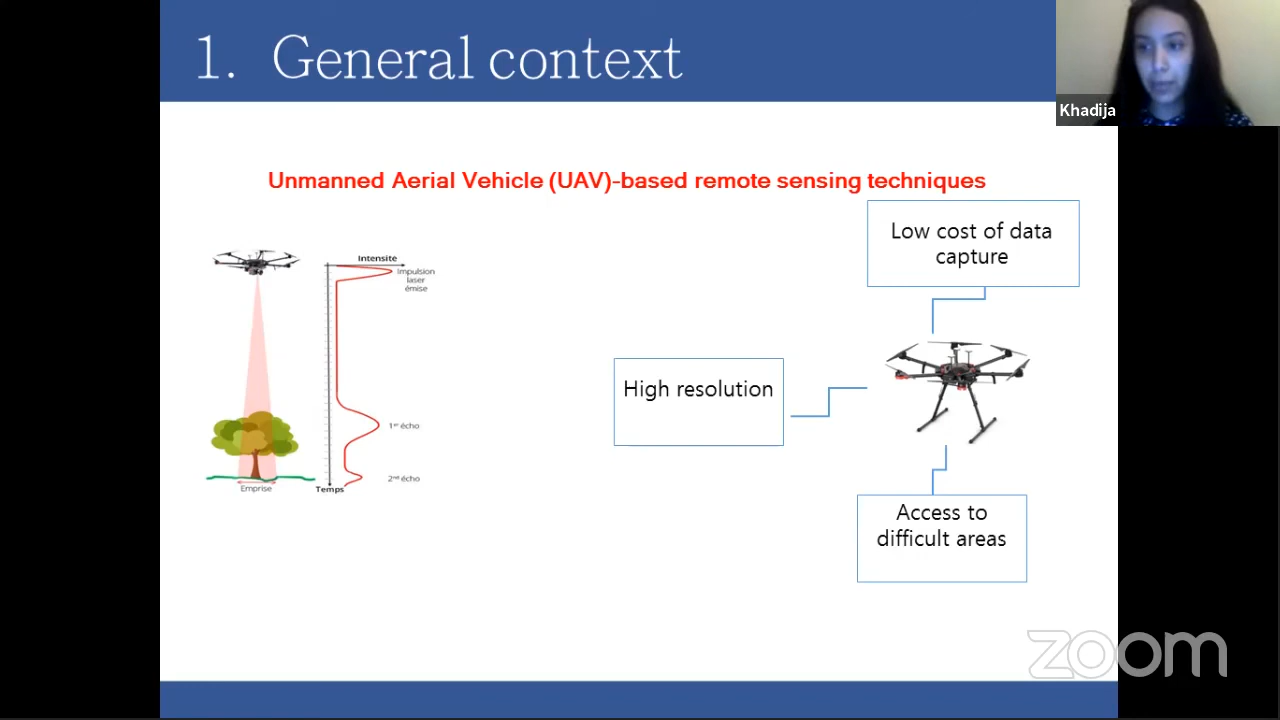 1. General context
Khadija
Unmanned Aerial Vehicle (UAV)-based remote sensing techniques
Intensite
Impulsion
laser
émise
1er écho
2nd écho
Emprise
Temps
Low cost of data
capture
High resolution
Access to
difficult areas
zoom